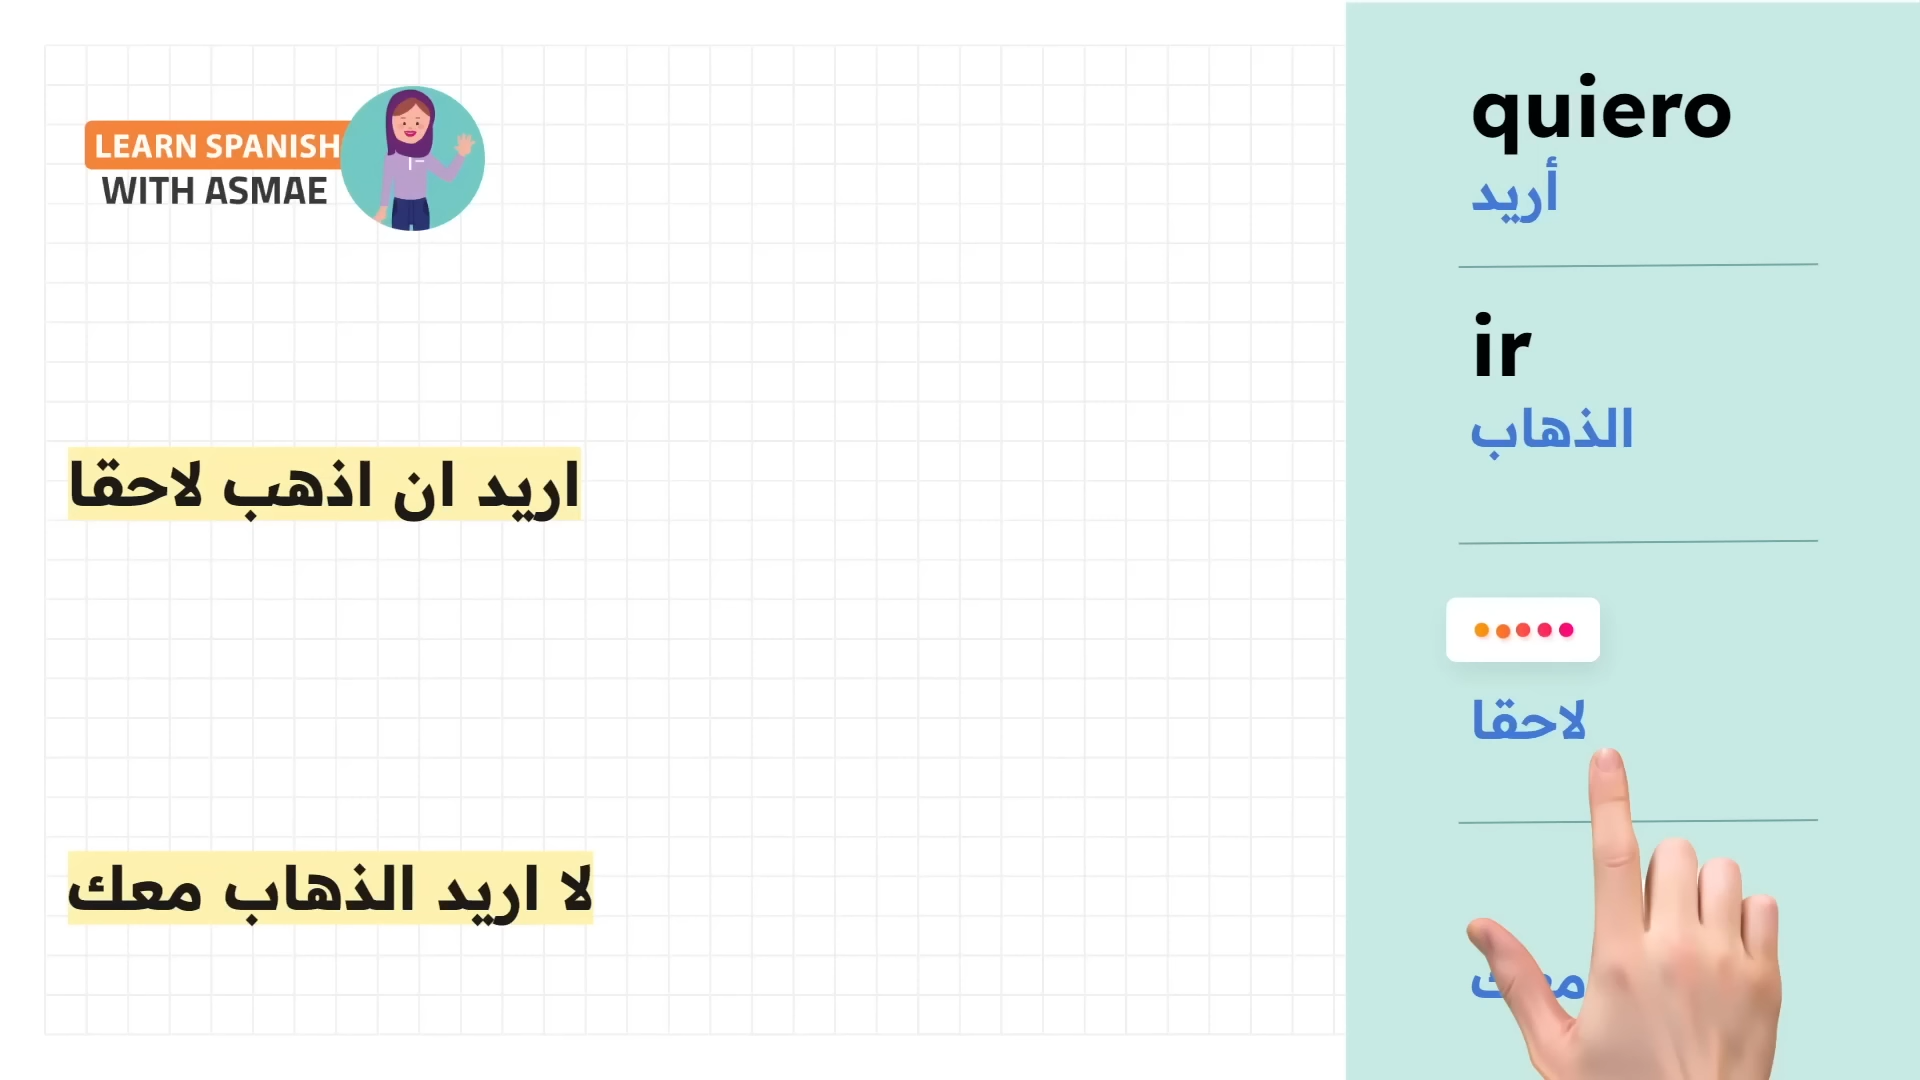 LEARN SPANISH
WITH ASMAE
اريد ان اذهب لاحقا
لا اريد الذهاب معك
quiero
أريد
ir
الذهاب
لاحقا